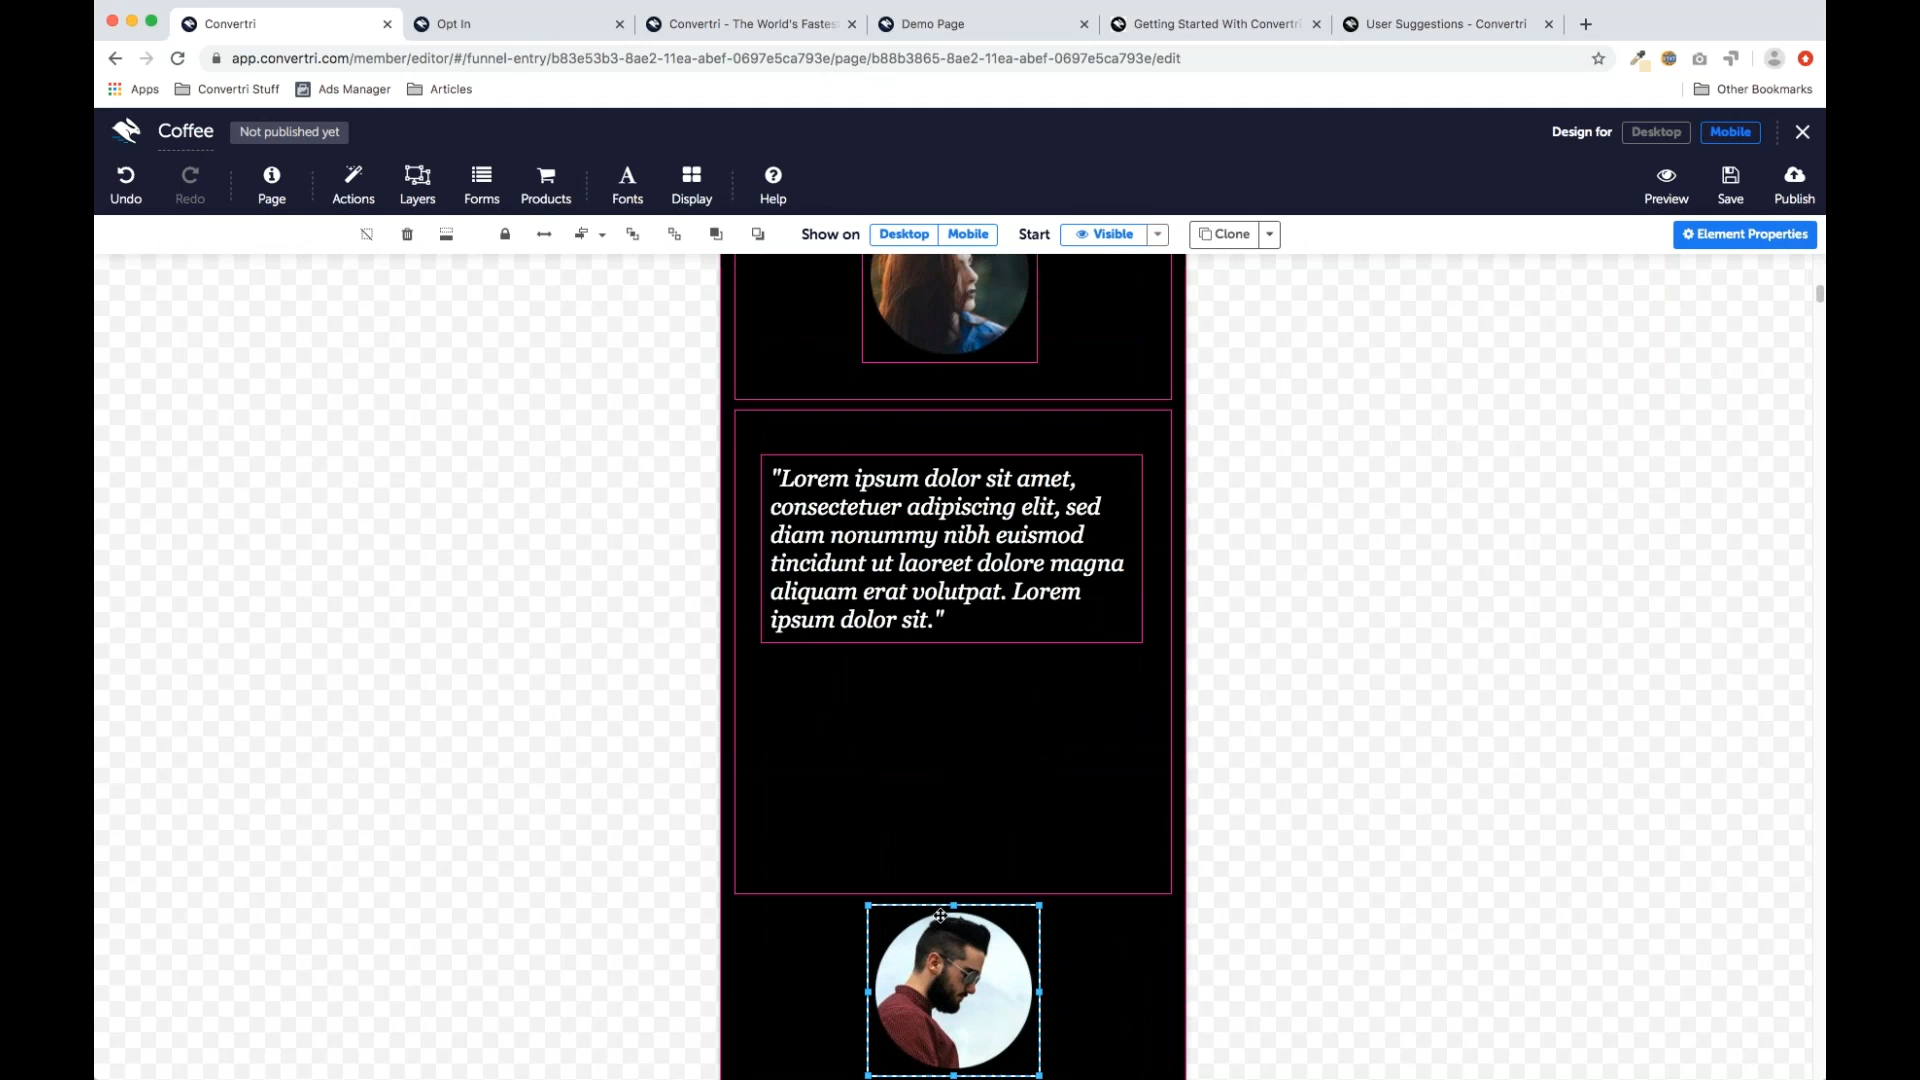 Convertri
Opt In
Convertri - The World's Fastes
Demo Page
Getting Started With Convertri
User Suggestions - Convertri
app.convertri.com/member/editor/#/funnel-entry/b83e53b3-8ae2-11ea-abef-0697e5ca793e/page/b88b3865-8ae2-11ea-abef-0697e5ca793e/edit
Apps
Convertri Stuff
Ads Manager
Articles
Other Bookmarks
Coffee
Not published yet
Design for
Desktop
Mobile
Undo
Redo
Page
Actions
Layers
Forms
Products
Fonts
Display
Help
Preview
Save
Publish
Show on
Desktop
Mobile
Start
Visible
Clone
Element Properties
"Lorem ipsum dolor sit amet,
consectetuer adipiscing elit, sed
diam nonummy nibh euismod
tincidunt ut laoreet dolore magna
aliquam erat volutpat. Lorem
ipsum dolor sit."